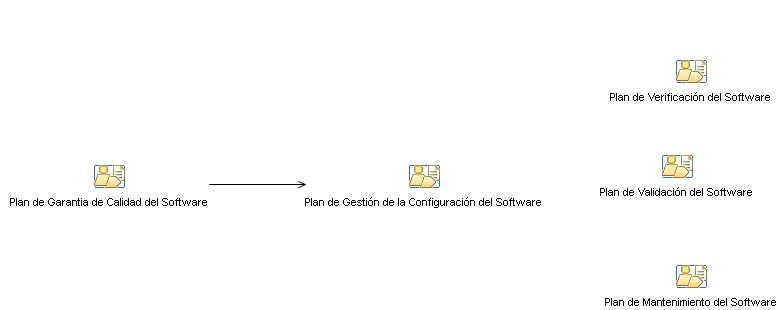 Plan de Verificación del Software
Plan de Validación del Software
Plan de Garantia de Calidad del Software
Plan de Gestión de la Configuración del Software
Plan de Mantenimiento del Software